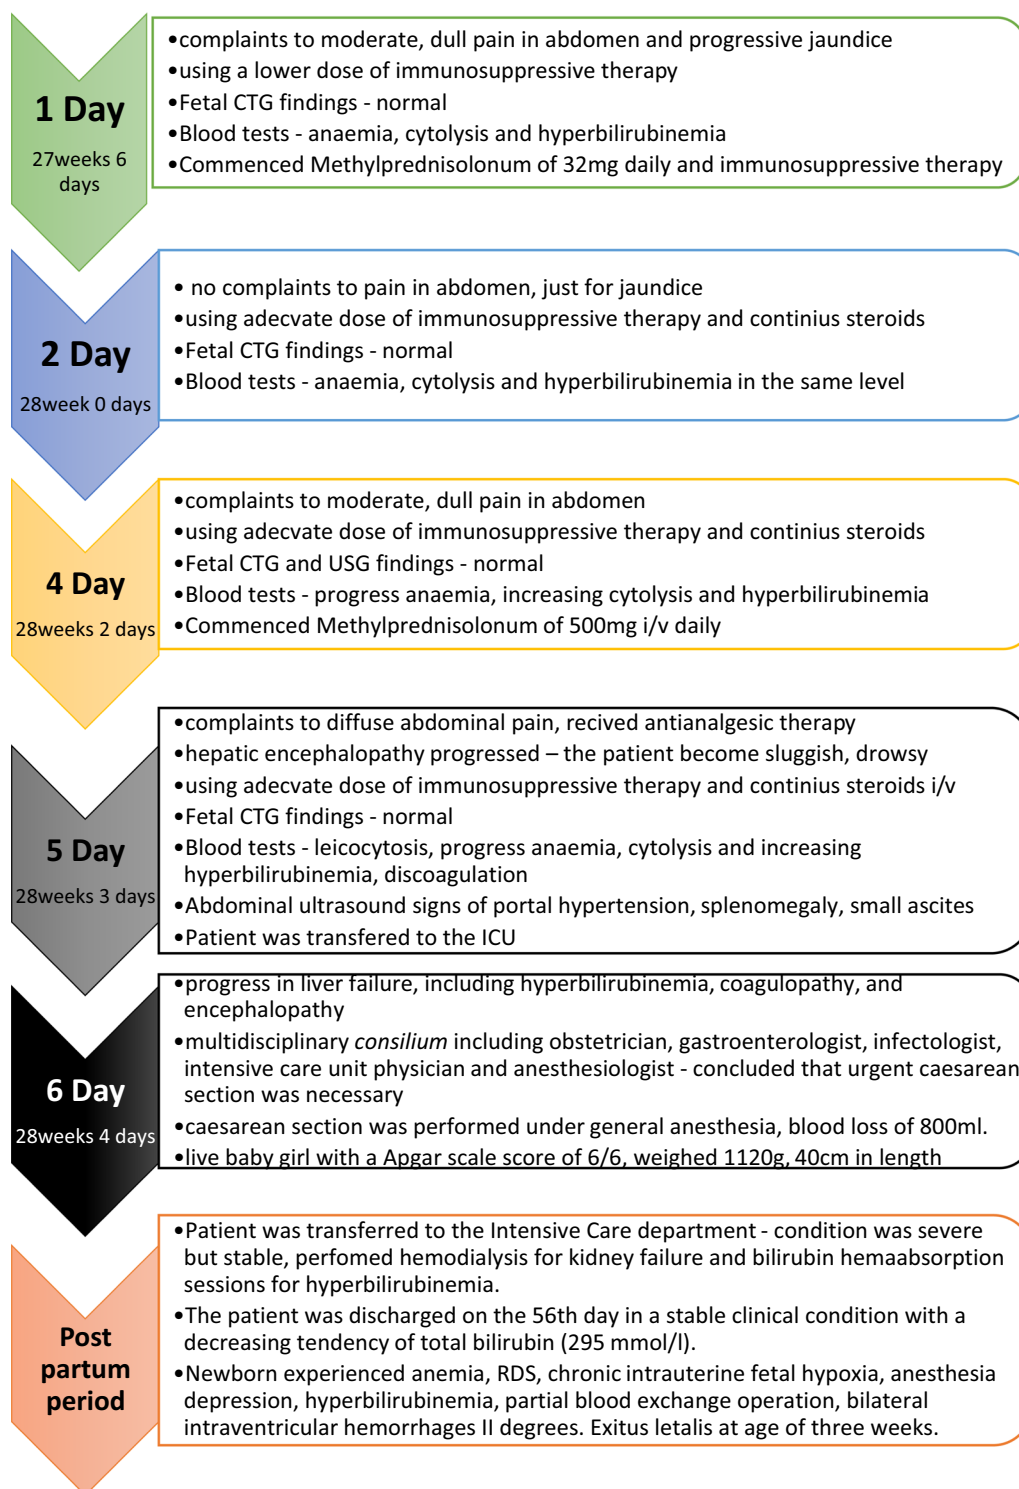 1 Day
27weeks 6
days
•complaints to moderate, dull pain in abdomen and progressive jaundice
•using a lower dose of immunosuppressive therapy
•Fetal CTG findings - normal
•Blood tests - anaemia, cytolysis and hyperbilirubinemia
•Commenced Methylprednisolonum of 32mg daily and immunosuppressive therapy
2 Day
28week 0 days
• no complaints to pain in abdomen, just for jaundice
•using adecvate dose of immunosuppressive therapy and continius steroids
•Fetal CTG findings - normal
•Blood tests - anaemia, cytolysis and hyperbilirubinemia in the same level
4 Day
28weeks 2 days
•complaints to moderate, dull pain in abdomen
•using adecvate dose of immunosuppressive therapy and continius steroids
•Fetal CTG and USG findings - normal
•Blood tests - progress anaemia, increasing cytolysis and hyperbilirubinemia
•Commenced Methylprednisolonum of 500mg i/v daily
5 Day
28weeks 3 days
•complaints to diffuse abdominal pain, recived antianalgesic therapy
•hepatic encephalopathy progressed – the patient become sluggish, drowsy
•using adecvate dose of immunosuppressive therapy and continius steroids i/v
•Fetal CTG findings - normal
•Blood tests - leicocytosis, progress anaemia, cytolysis and increasing
hyperbilirubinemia, discoagulation
•Abdominal ultrasound signs of portal hypertension, splenomegaly, small ascites
•Patient was transfered to the ICU
6 Day
28weeks 4 days
•progress in liver failure, including hyperbilirubinemia, coagulopathy, and
encephalopathy
•multidisciplinary consilium including obstetrician, gastroenterologist, infectologist,
intensive care unit physician and anesthesiologist - concluded that urgent caesarean
section was necessary
•caesarean section was performed under general anesthesia, blood loss of 800ml.
•live baby girl with a Apgar scale score of 6/6, weighed 1120g, 40cm in length
Post
partum
period
•Patient was transferred to the Intensive Care department - condition was severe
but stable, perfomed hemodialysis for kidney failure and bilirubin hemaabsorption
sessions for hyperbilirubinemia.
•The patient was discharged on the 56th day in a stable clinical condition with a
decreasing tendency of total bilirubin (295 mmol/l).
•Newborn experienced anemia, RDS, chronic intrauterine fetal hypoxia, anesthesia
depression, hyperbilirubinemia, partial blood exchange operation, bilateral
intraventricular hemorrhages II degrees. Exitus letalis at age of three weeks.